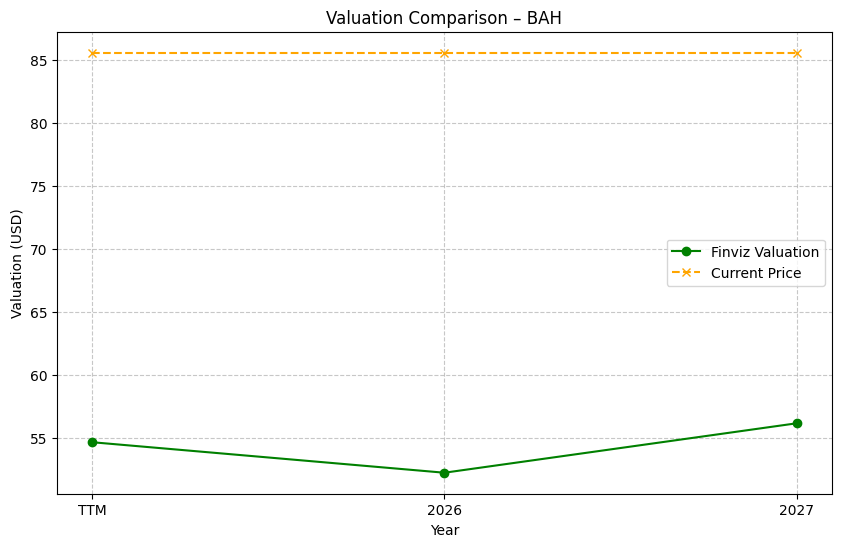 Valuation Comparison – BAH
Valuation (USD)
85
80
75
70
65
60
55
Finviz Valuation
Current Price
TTM 2026 2027
Year